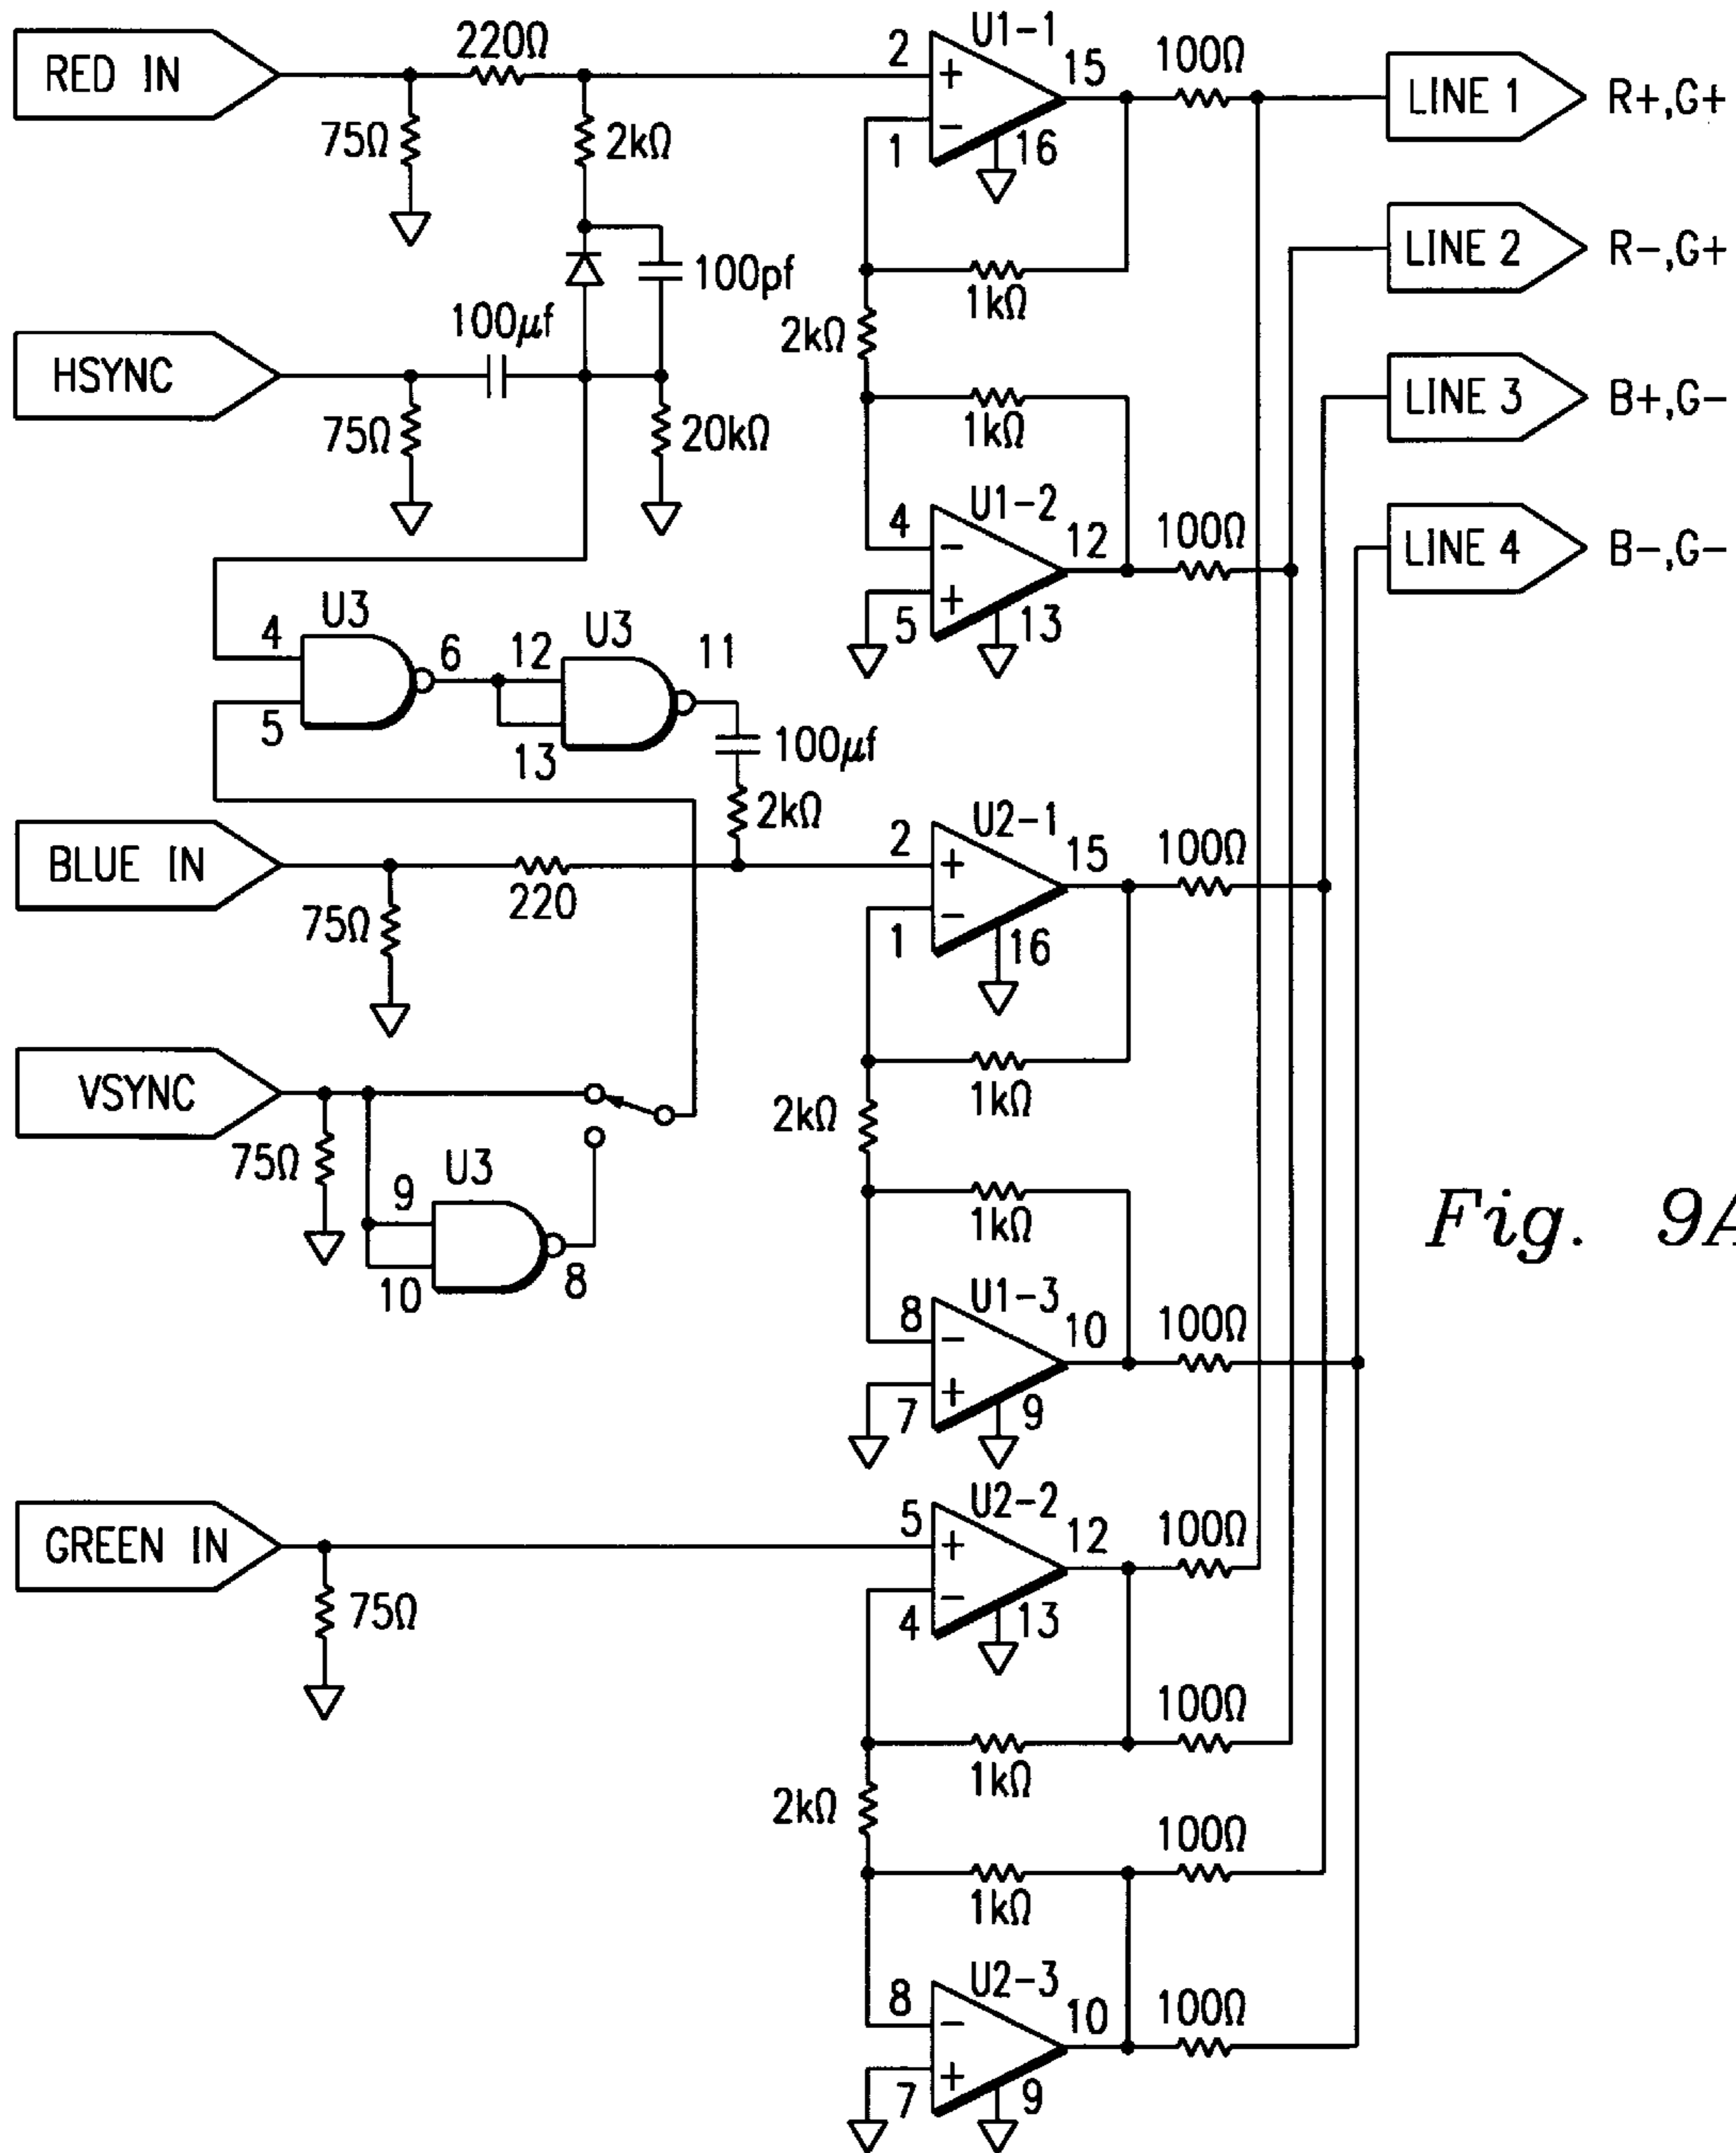 RED IN
220Ω
75Ω
2kΩ
100pf
HSYNC
100μf
75Ω
20kΩ
2
U1-1
15
100Ω
1
16
1kΩ
2kΩ
1kΩ
4
U1-2
12
100Ω
5
13
LINE 1 R+,G+
LINE 2 R-,G+
LINE 3 B+,G-
LINE 4 B-,G-
4
U3
6
5
12
U3
11
13
100μf
2kΩ
BLUE IN
75Ω
220
2
U2-1
15
100Ω
1
16
1kΩ
2kΩ
1kΩ
VSYNC
75Ω
9
U3
10
8
8
U1-3
10
100Ω
7
9
Fig. 9A
GREEN IN
75Ω
5
U2-2
12
100Ω
4
13
100Ω
1kΩ
2kΩ
100Ω
1kΩ
8
U2-3
10
100Ω
7
9